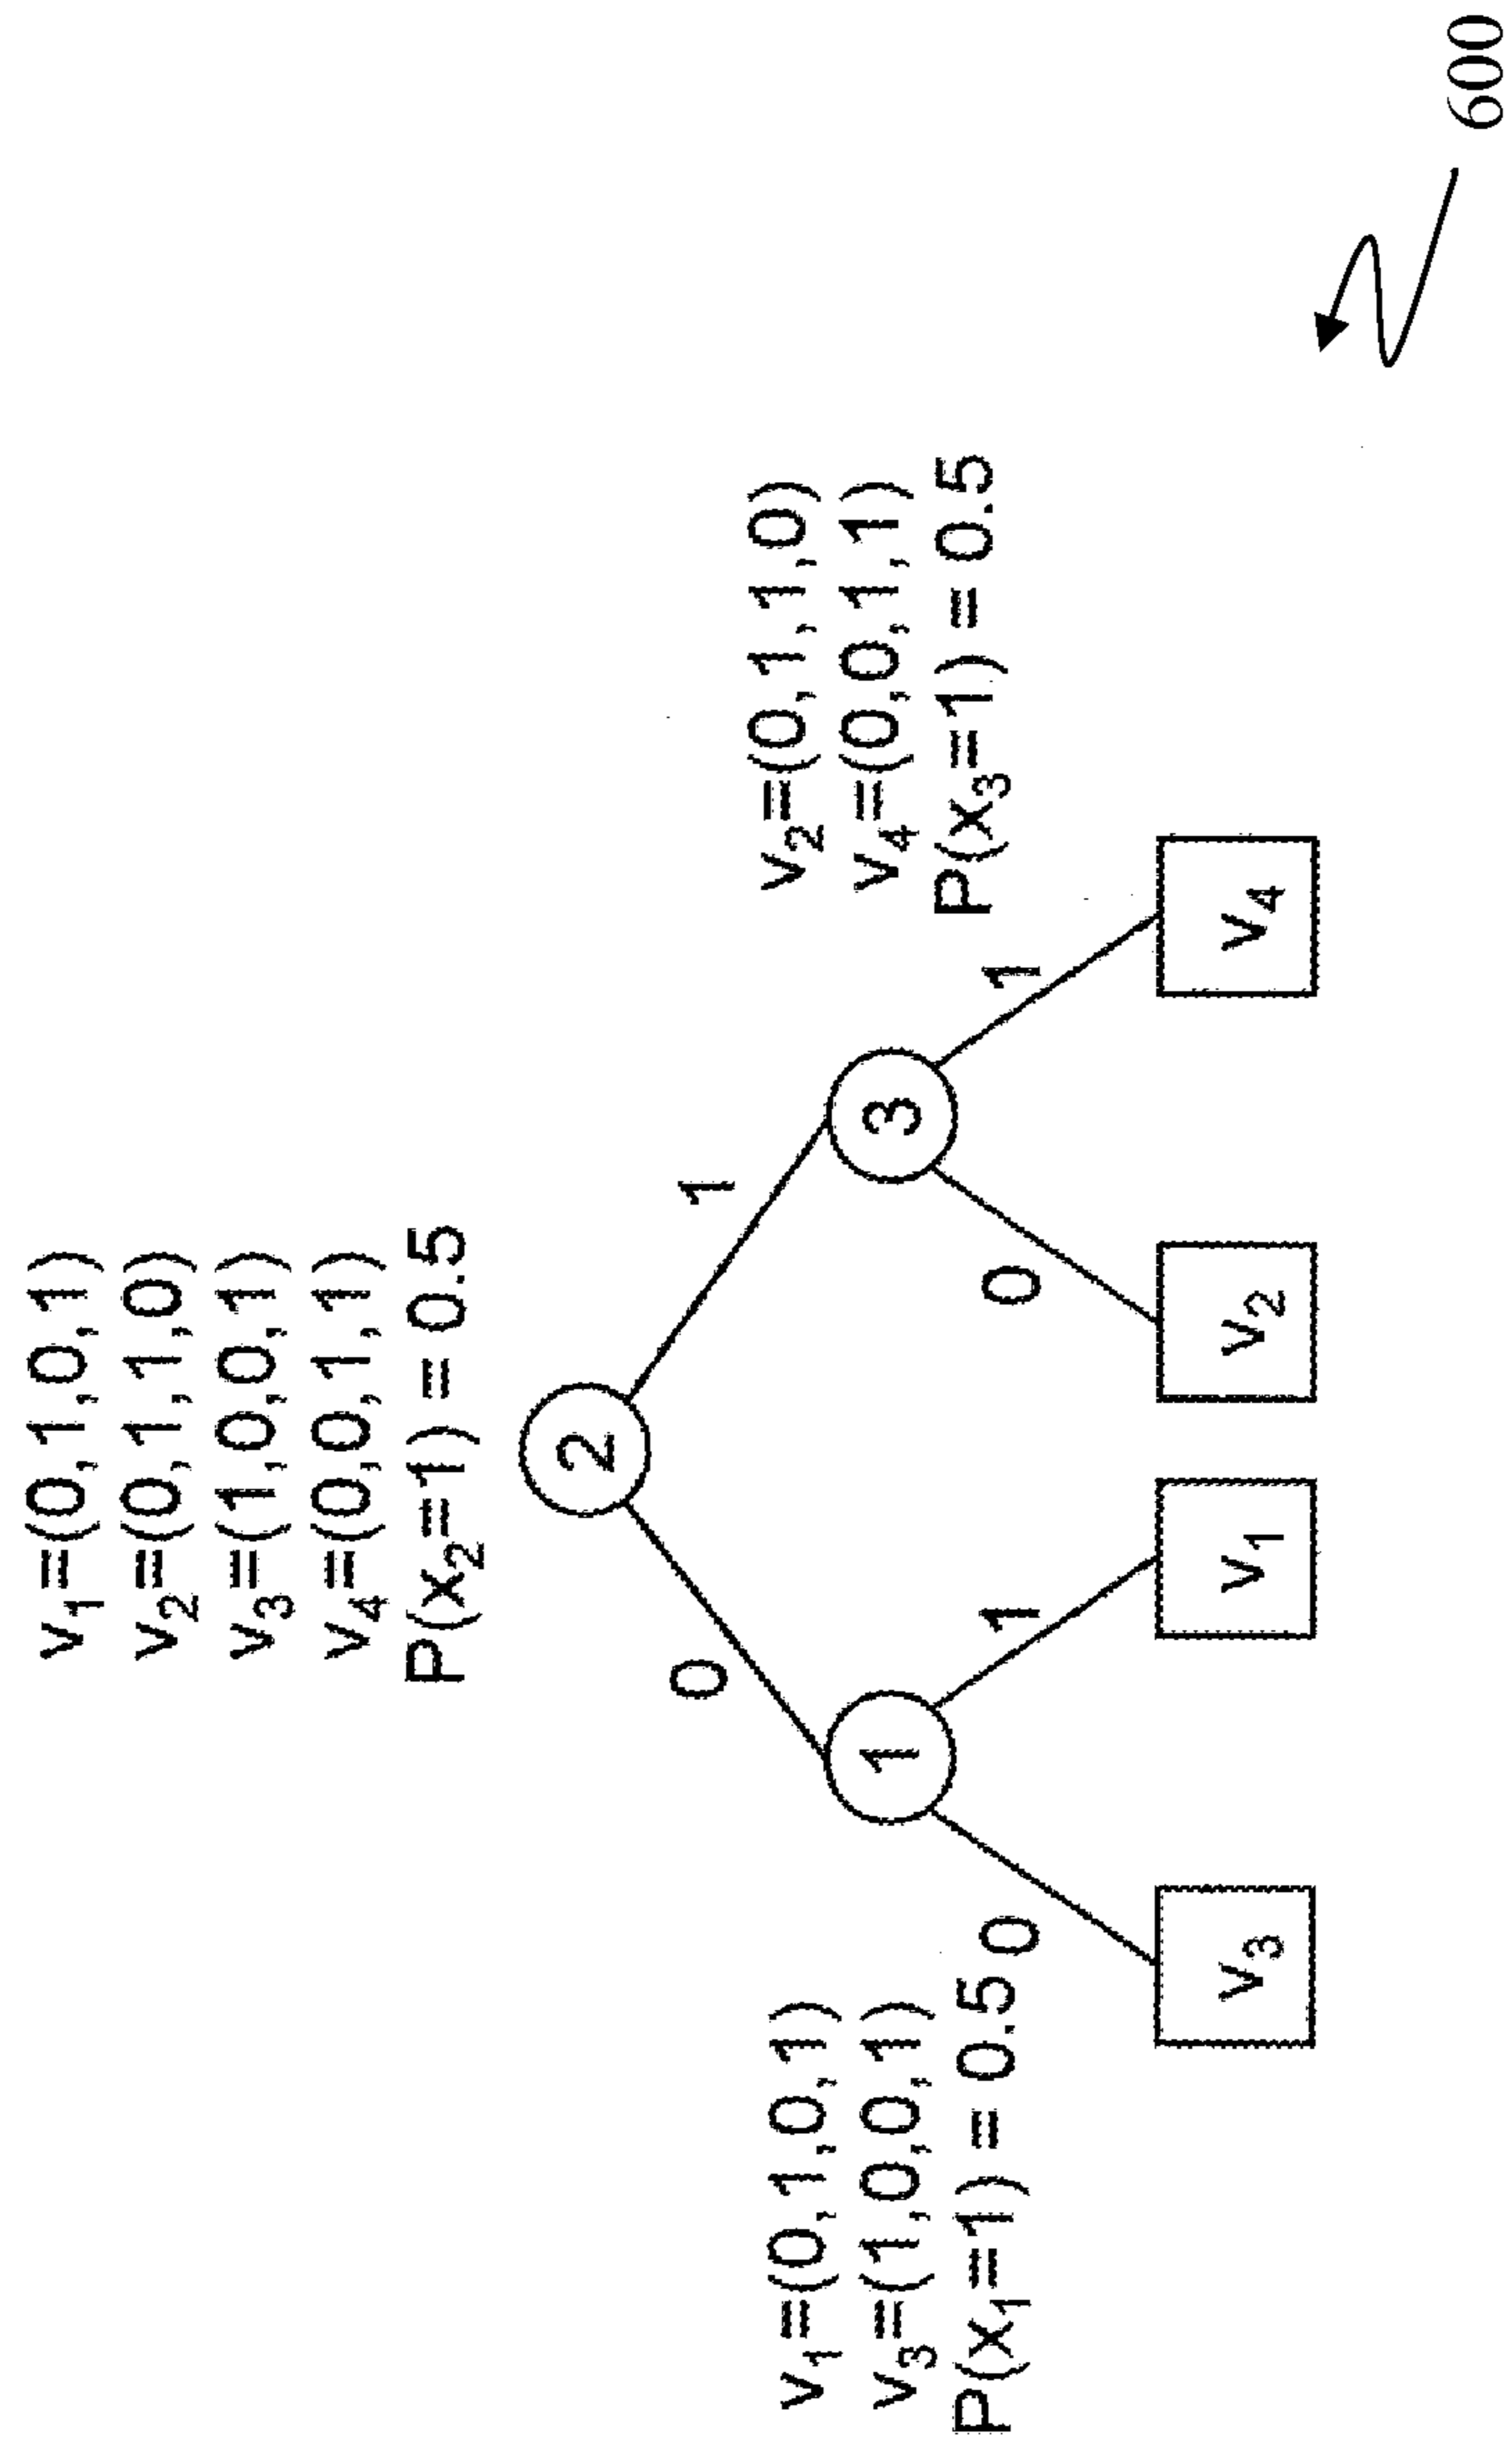 v₁=(0,1,0,1)
v₂=(0,1,1,0)
v₃=(1,0,0,1)
v₄=(0,0,1,1)
P(x₂=1) = 0.5
2
0
1
v₁=(0,1,0,1)
v₃=(1,0,0,1)
P(x₁=1) = 0.5
1
0
1
v₂=(0,1,1,0)
v₄=(0,0,1,1)
P(x₃=1) = 0.5
3
0
1
v₃
v₁
v₂
v₄
600